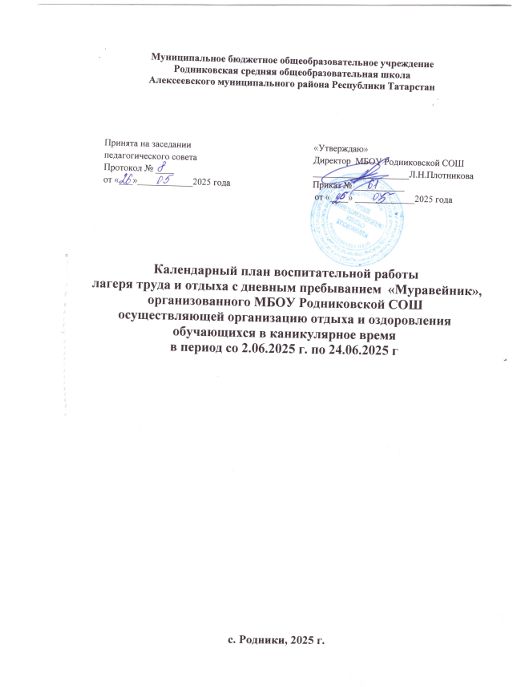 Муниципальное бюджетное общеобразовательное учреждение
Родниковская средняя общеобразовательная школа
Алексеевского муниципального района Республики Татарстан
Принята на заседании
педагогического совета
Протокол № 8
от «26» 05 2025 года
«Утверждаю»
Директор МБОУ Родниковской СОШ
Л.Н.Плотникова
Приказ № 61
от « » 05 2025 года
Календарный план воспитательной работы
лагеря труда и отдыха с дневным пребыванием «Муравейник»,
организованного МБОУ Родниковской СОШ
осуществляющей организацию отдыха и оздоровления
обучающихся в каникулярное время
в период со 2.06.2025 г. по 24.06.2025 г
с. Родники, 2025 г.